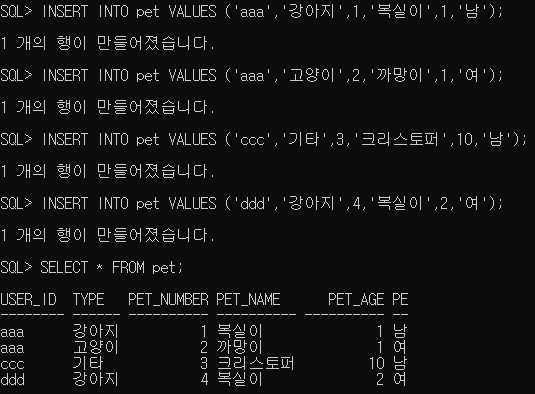 SQL> INSERT INTO pet VALUES ('aaa','강아지',1,'복실이',1,'남');
1 개의 행이 만들어졌습니다.
SQL> INSERT INTO pet VALUES ('aaa','고양이',2,'까망이',1,'여');
1 개의 행이 만들어졌습니다.
SQL> INSERT INTO pet VALUES ('ccc','기타',3,'크리스토퍼',10,'남');
1 개의 행이 만들어졌습니다.
SQL> INSERT INTO pet VALUES ('ddd','강아지',4,'복실이',2,'여');
1 개의 행이 만들어졌습니다.
SQL> SELECT * FROM pet;
USER_ID TYPE PET_NUMBER PET_NAME PET_AGE PE
-------- ------ ---------- ---------- ---------- --
aaa 강아지 1 복실이 1 남
aaa 고양이 2 까망이 1 여
ccc 기타 3 크리스토퍼 10 남
ddd 강아지 4 복실이 2 여